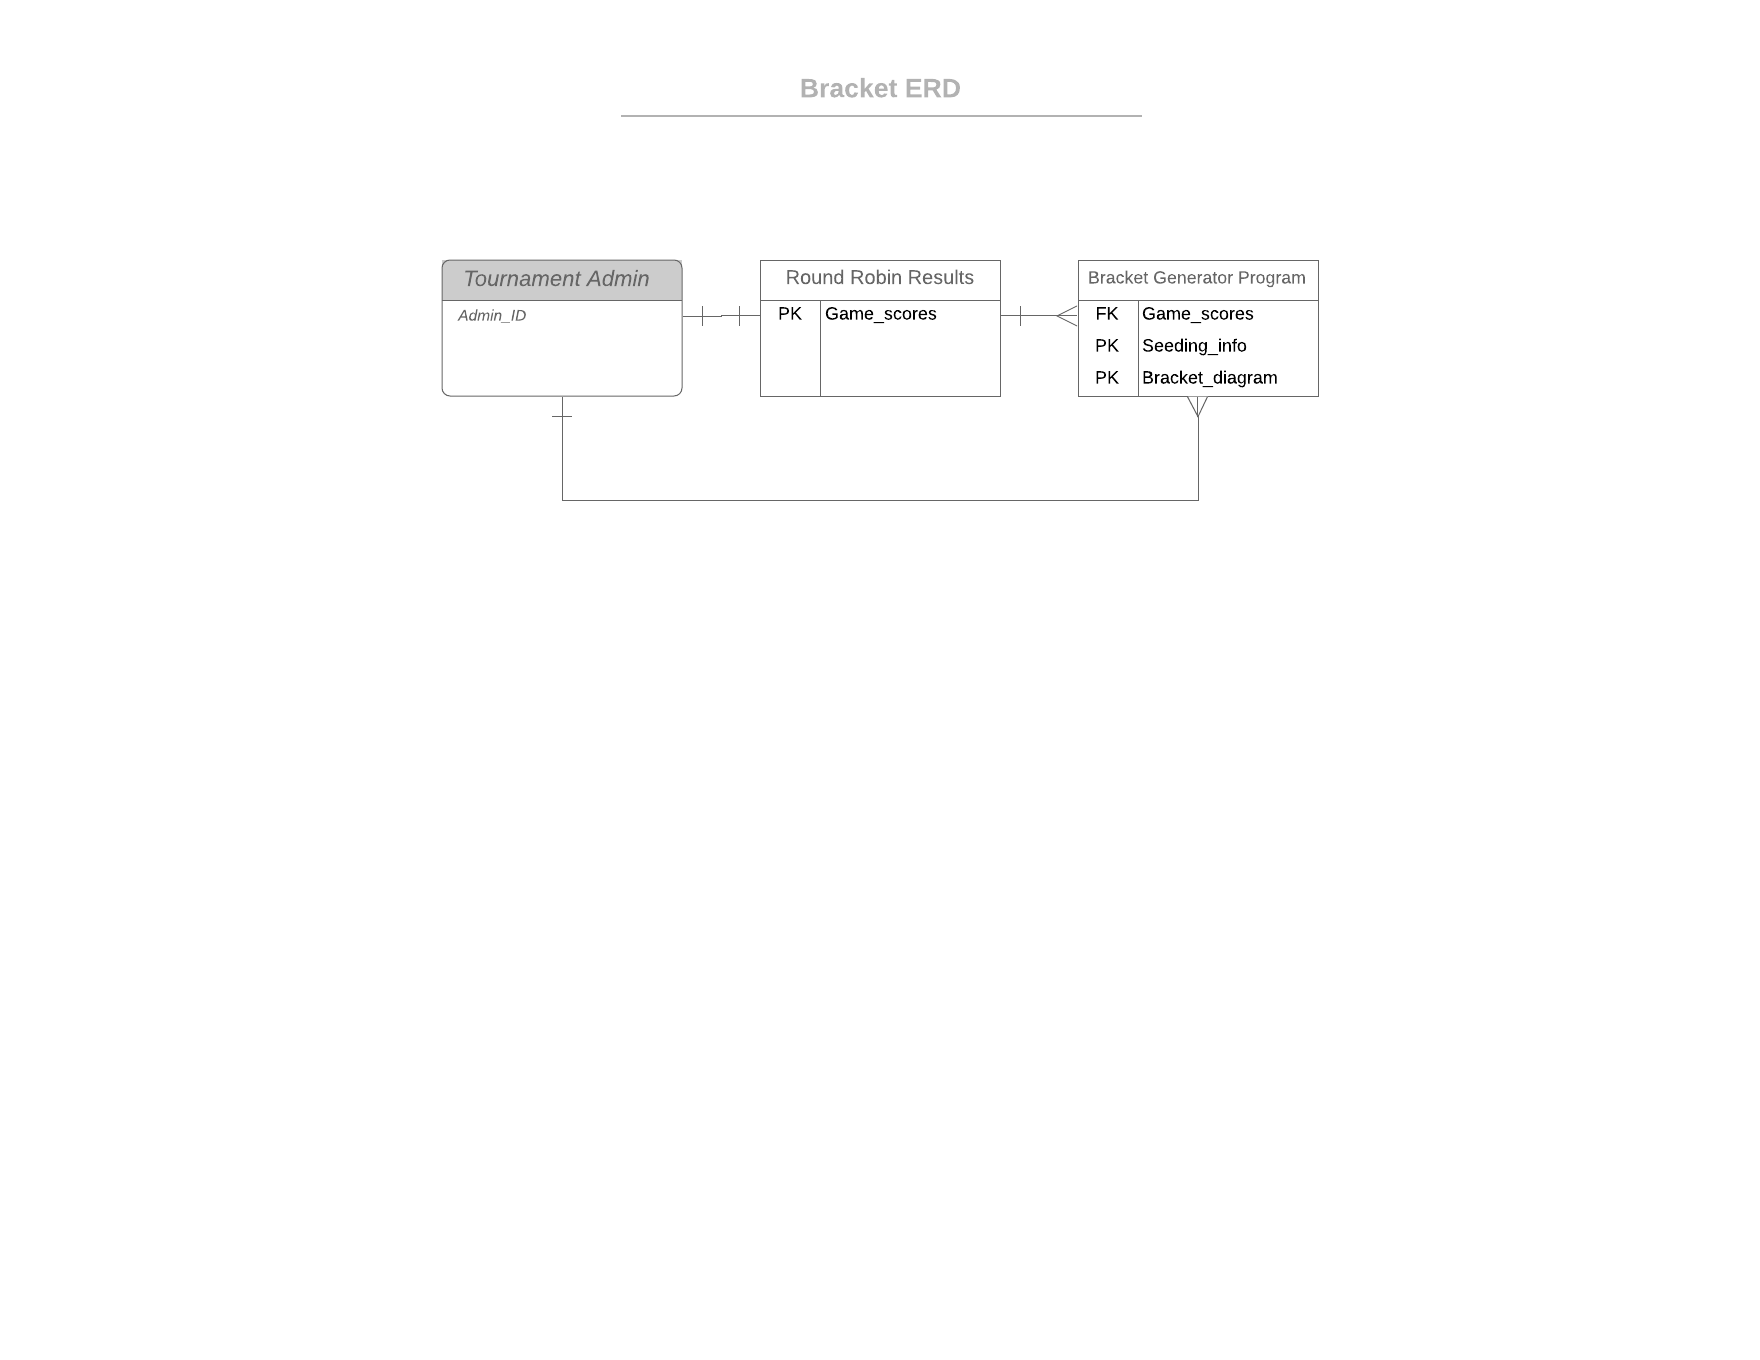 Bracket ERD
Tournament Admin
Admin_ID
Round Robin Results
PK Game_scores
Bracket Generator Program
FK Game_scores
PK Seeding_info
PK Bracket_diagram